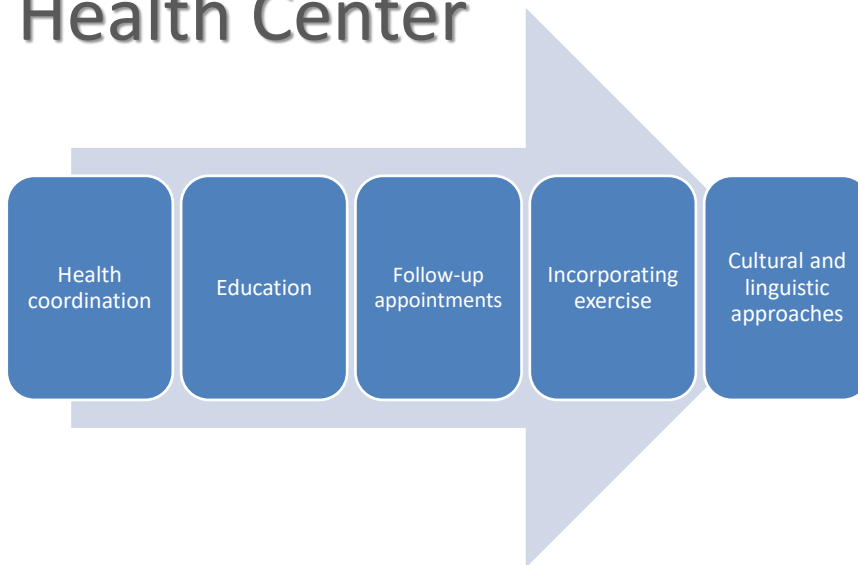 Health Center
Health
coordination
Education
Follow-up
appointments
Incorporating
exercise
Cultural and
linguistic
approaches